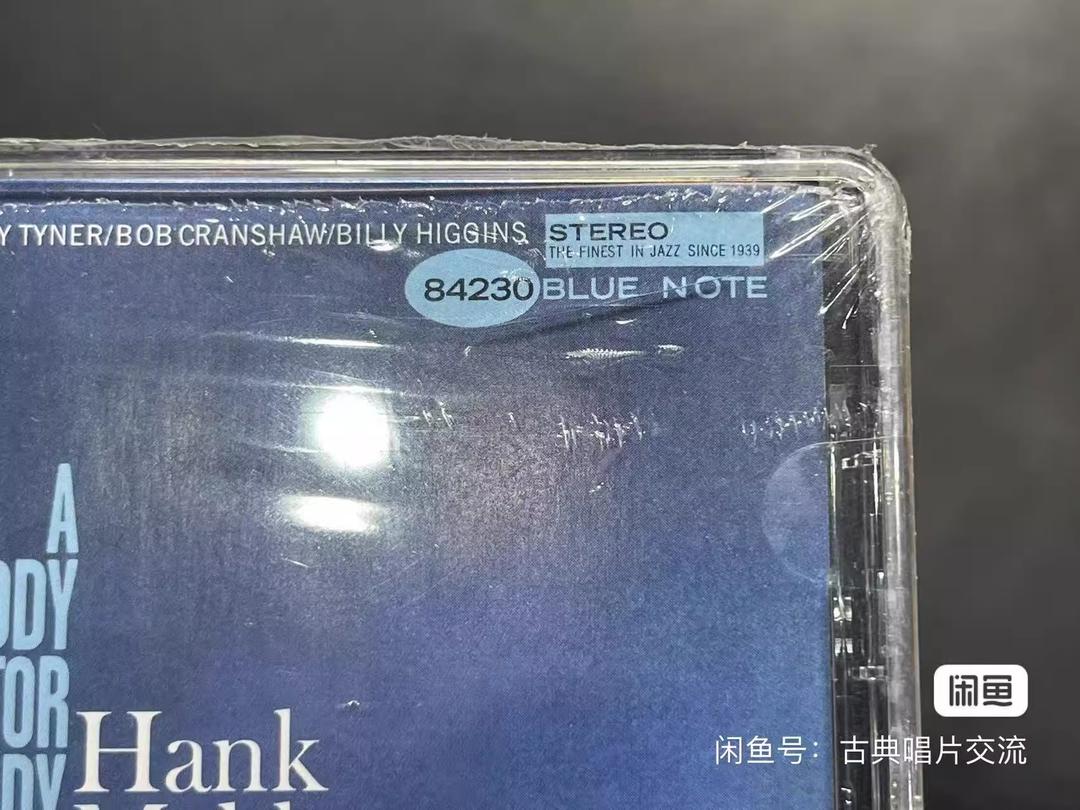 Y TYNER/BOB CRANSHAW/BILLY HIGGINS
STEREO
THE FINEST IN JAZZ SINCE 1939
84230 BLUE NOTE
A
ODY
FOR
DY
Hank
闲鱼
闲鱼号：古典唱片交流